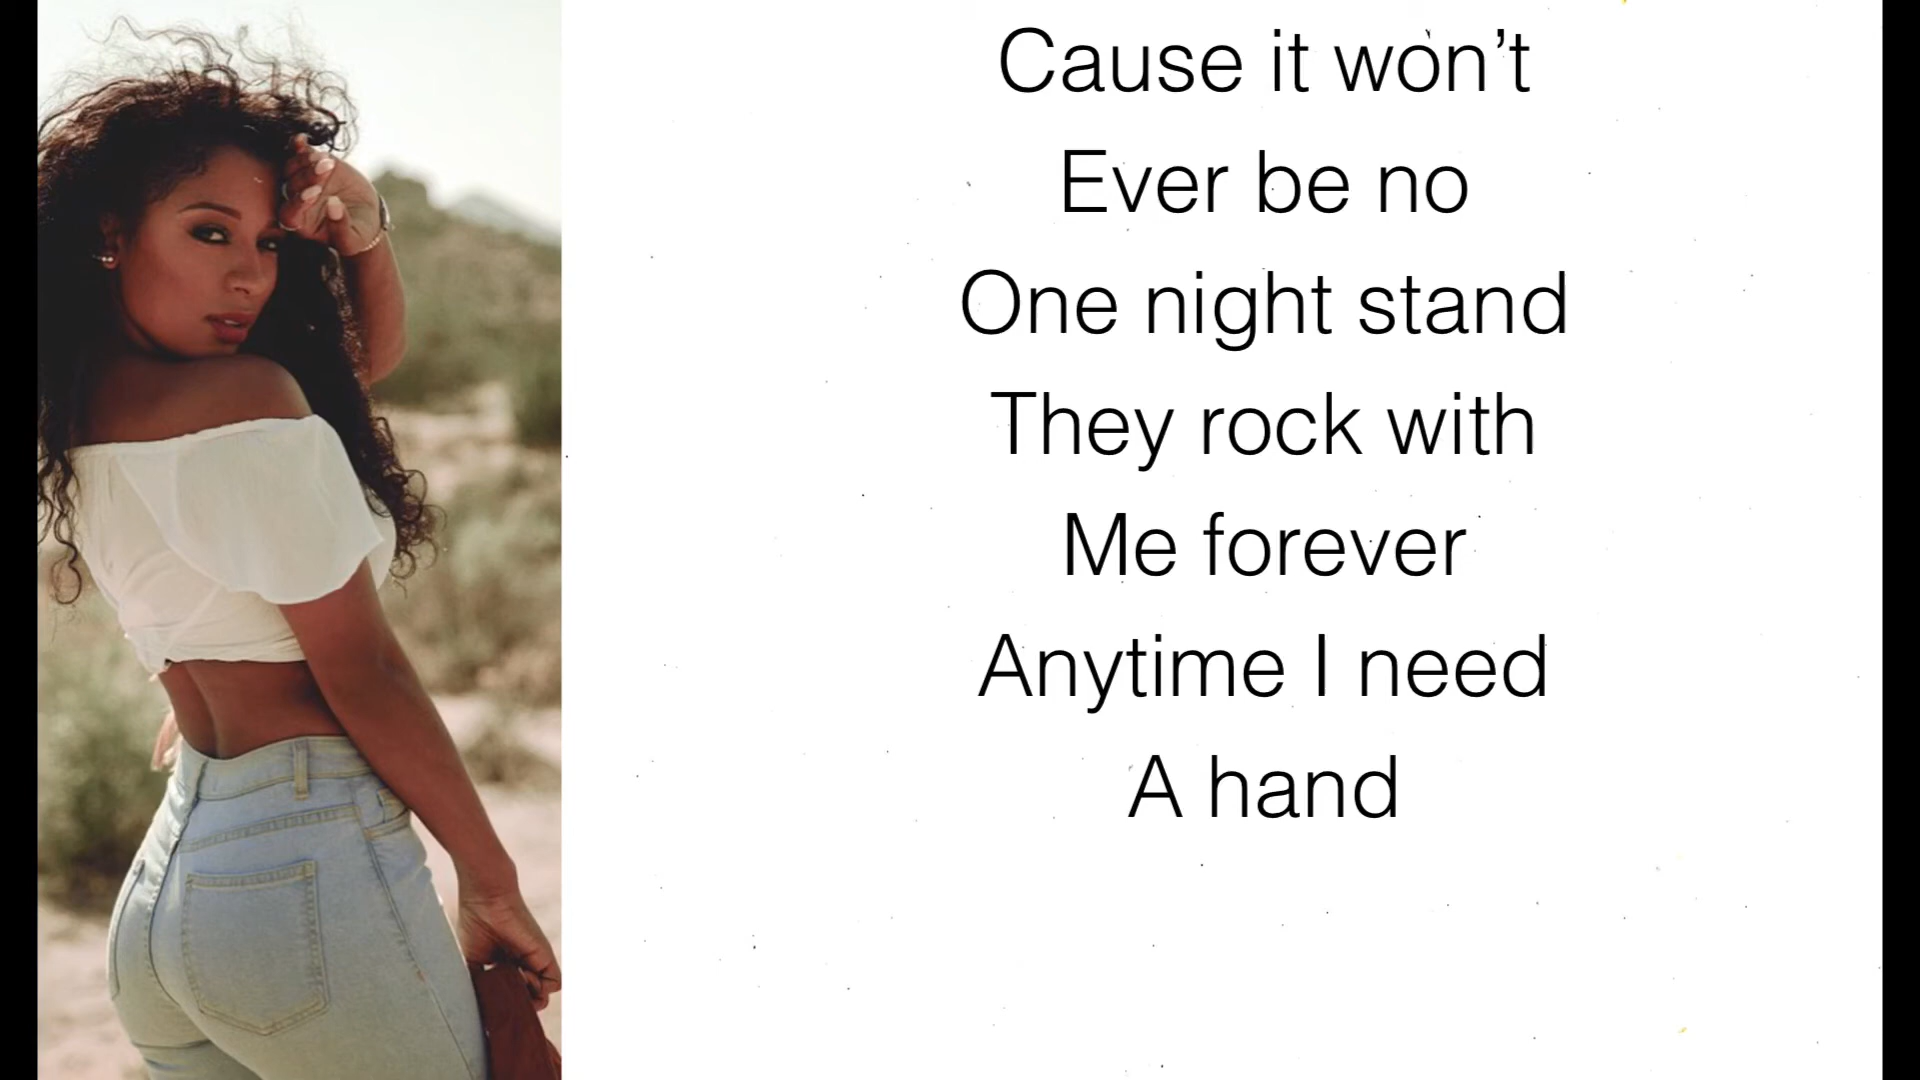 Cause it won’t
Ever be no
One night stand
They rock with
Me forever
Anytime I need
A hand